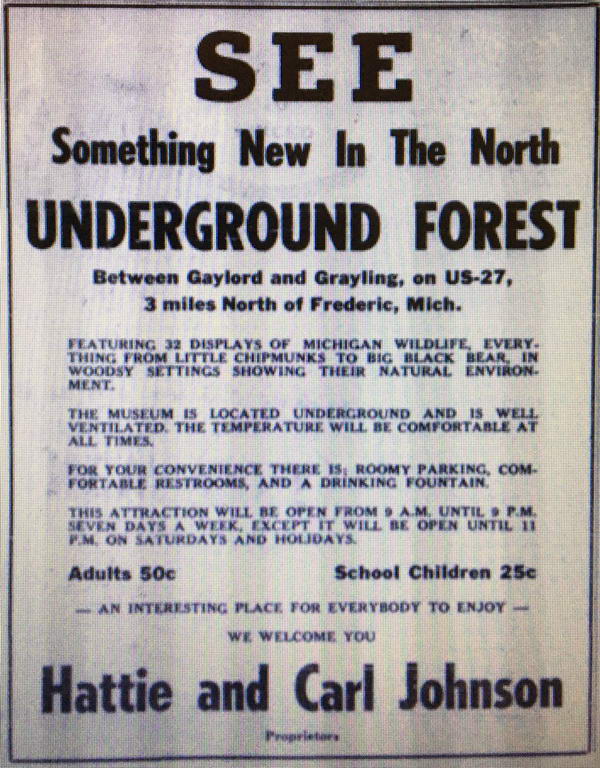 SEE
Something New In The North
UNDERGROUND FOREST
Between Gaylord and Grayling, on US-27,
3 miles North of Frederic, Mich.
FEATURING 32 DISPLAYS OF MICHIGAN WILDLIFE, EVERY-
THING FROM LITTLE CHIPMUNKS TO BIG BLACK BEAR, IN
WOODSY SETTINGS SHOWING THEIR NATURAL ENVIRON-
MENT.
THE MUSEUM IS LOCATED UNDERGROUND AND IS WELL
VENTILATED. THE TEMPERATURE WILL BE COMFORTABLE AT
ALL TIMES.
FOR YOUR CONVENIENCE THERE IS; ROOMY PARKING, COM-
FORTABLE RESTROOMS, AND A DRINKING FOUNTAIN.
THIS ATTRACTION WILL BE OPEN FROM 9 A.M. UNTIL 9 P.M.
SEVEN DAYS A WEEK, EXCEPT IT WILL BE OPEN UNTIL 11
P.M. ON SATURDAYS AND HOLIDAYS.
Adults 50c School Children 25c
— AN INTERESTING PLACE FOR EVERYBODY TO ENJOY —
WE WELCOME YOU
Hattie and Carl Johnson
Proprietors